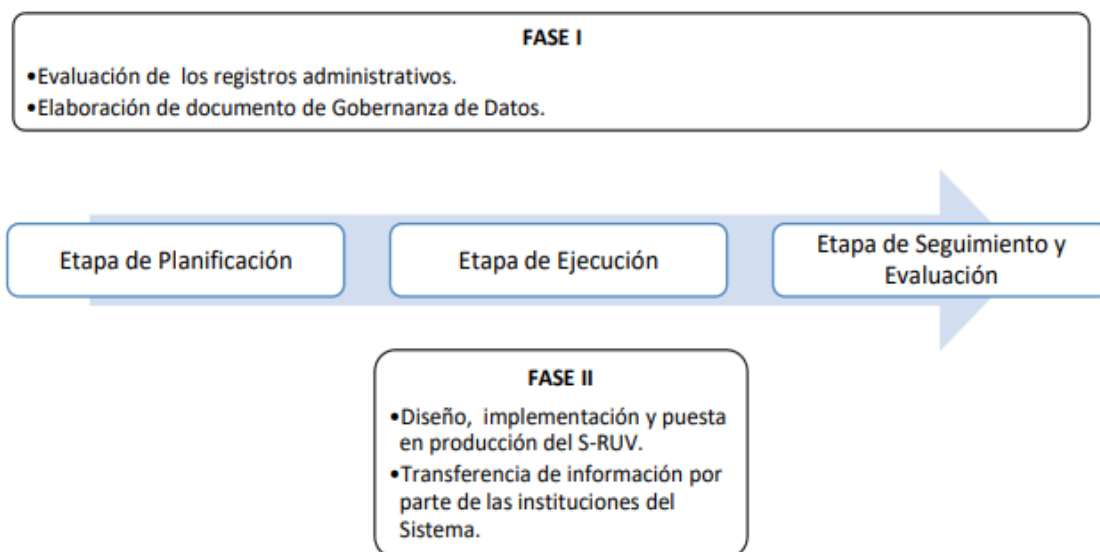 FASE I
•Evaluación de los registros administrativos.
•Elaboración de documento de Gobernanza de Datos.
Etapa de Planificación
Etapa de Ejecución
Etapa de Seguimiento y
Evaluación
FASE II
•Diseño, implementación y puesta
en producción del S-RUV.
•Transferencia de información por
parte de las instituciones del
Sistema.